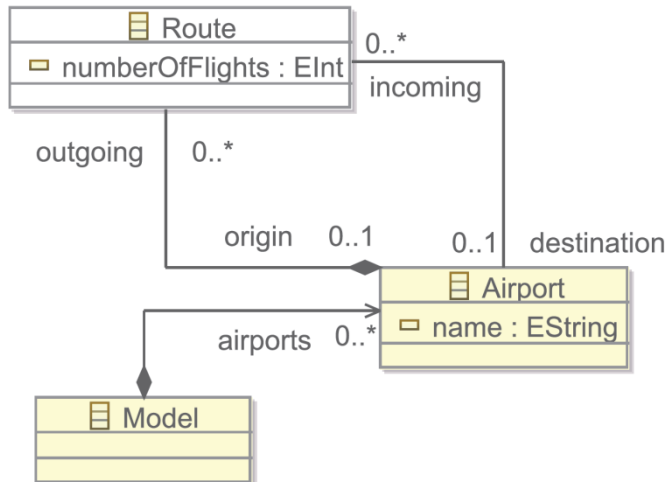 Route
0..*
numberOfFlights : EInt
incoming
outgoing 0..*
origin 0..1 0..1 destination
Airport
name : EString
airports 0..*
Model